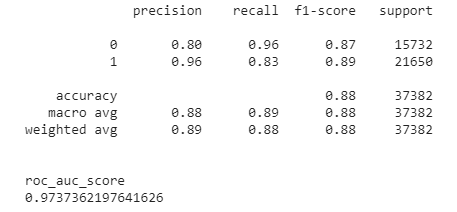 precision recall f1-score support
0 0.80 0.96 0.87 15732
1 0.96 0.83 0.89 21650
accuracy 0.88 37382
macro avg 0.88 0.89 0.88 37382
weighted avg 0.89 0.88 0.88 37382
roc_auc_score
0.9737362197641626